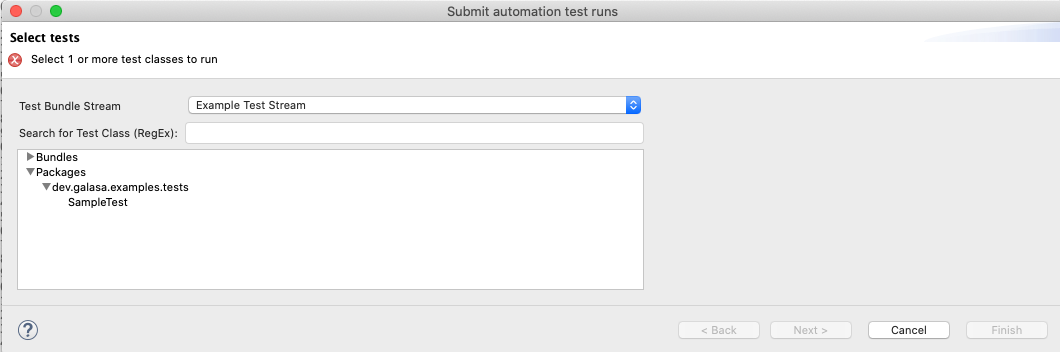 Submit automation test runs
Select tests
Select 1 or more test classes to run
Test Bundle Stream Example Test Stream
Search for Test Class (RegEx):
Bundles
Packages
dev.galasa.examples.tests
SampleTest
? < Back Next > Cancel Finish